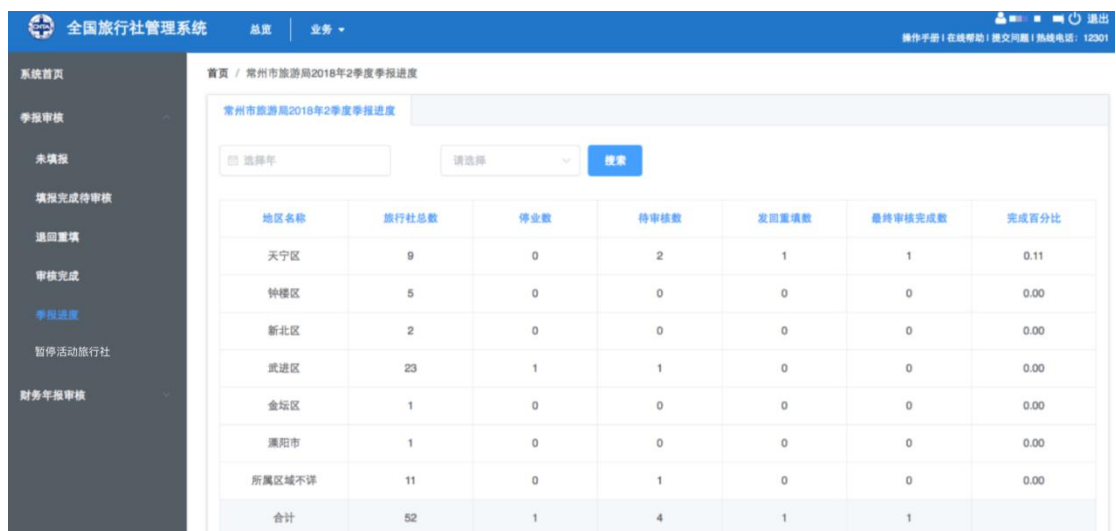 CHTA 全国旅行社管理系统 总览 业务 退出
操作手册 | 在线帮助 | 提交问题 | 热线电话：12301
系统首页
季报审核
未填报
填报完成待审核
退回重填
审核完成
季报进度
暂停活动旅行社
财务年报审核
首页 / 常州市旅游局2018年2季度季报进度
常州市旅游局2018年2季度季报进度
选择年 请选择 搜索
地区名称 旅行社总数 停业数 待审核数 发回重填数 最终审核完成数 完成百分比
天宁区 9 0 2 1 1 0.11
钟楼区 5 0 0 0 0 0.00
新北区 2 0 0 0 0 0.00
武进区 23 1 1 0 0 0.00
金坛区 1 0 0 0 0 0.00
溧阳市 1 0 0 0 0 0.00
所属区域不详 11 0 1 0 0 0.00
合计 52 1 4 1 1